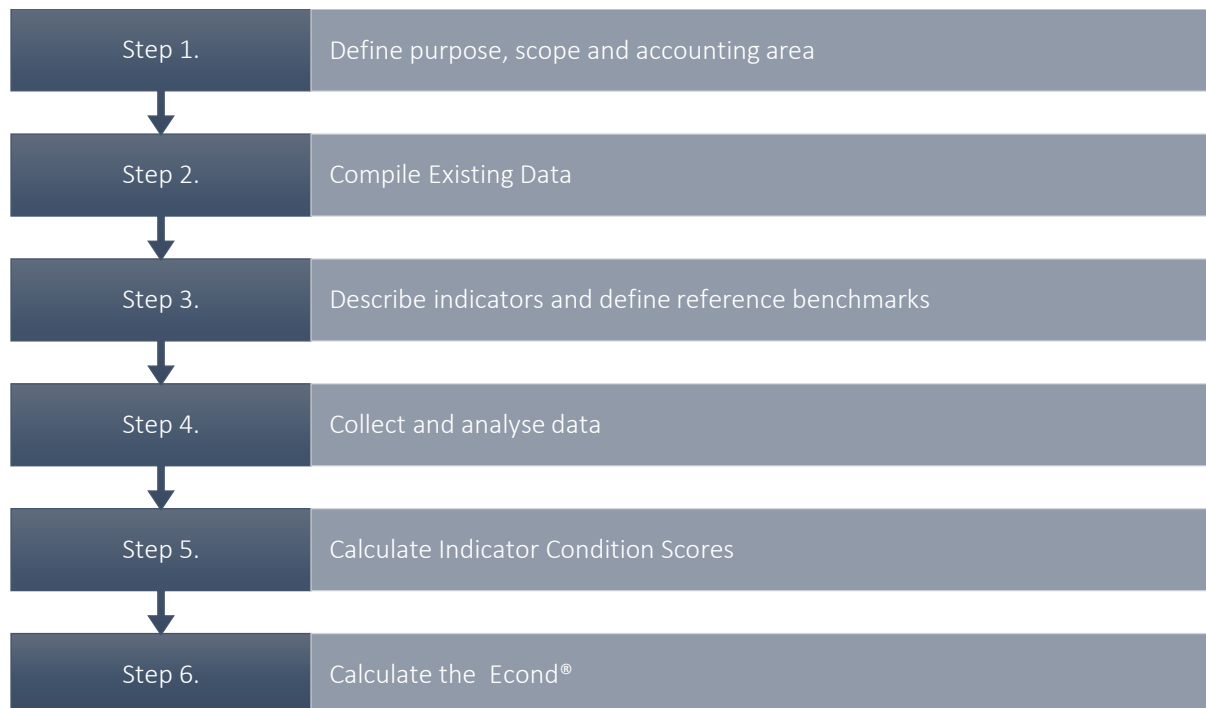 Step 1. Define purpose, scope and accounting area
Step 2. Compile Existing Data
Step 3. Describe indicators and define reference benchmarks
Step 4. Collect and analyse data
Step 5. Calculate Indicator Condition Scores
Step 6. Calculate the  Econd®